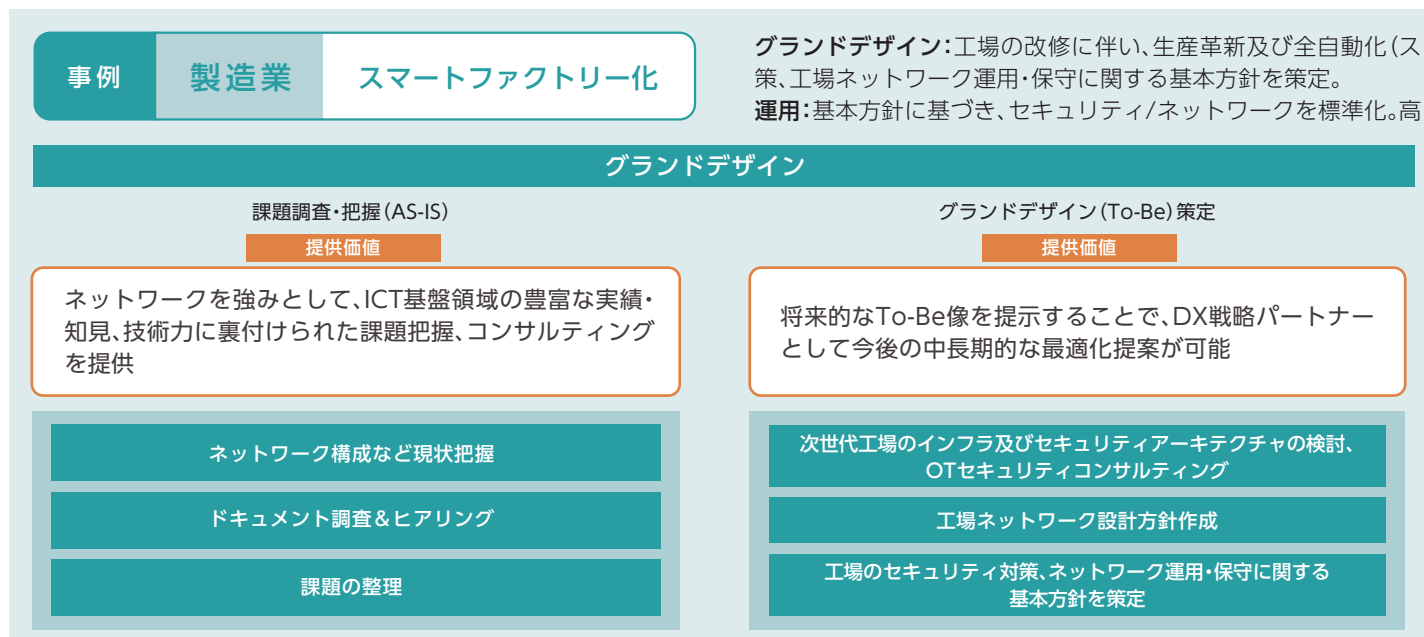 事例
製造業
スマートファクトリー化
グランドデザイン：工場の改修に伴い、生産革新及び全自動化（ス
策、工場ネットワーク運用・保守に関する基本方針を策定。
運用：基本方針に基づき、セキュリティ/ネットワークを標準化。高
グランドデザイン
課題調査・把握（AS-IS）
提供価値
ネットワークを強みとして、ICT基盤領域の豊富な実績・
知見、技術力に裏付けられた課題把握、コンサルティング
を提供
ネットワーク構成など現状把握
ドキュメント調査＆ヒアリング
課題の整理
グランドデザイン（To-Be）策定
提供価値
将来的なTo-Be像を提示することで、DX戦略パートナー
として今後の中長期的な最適化提案が可能
次世代工場のインフラ及びセキュリティアーキテクチャの検討、
OTセキュリティコンサルティング
工場ネットワーク設計方針作成
工場のセキュリティ対策、ネットワーク運用・保守に関する
基本方針を策定